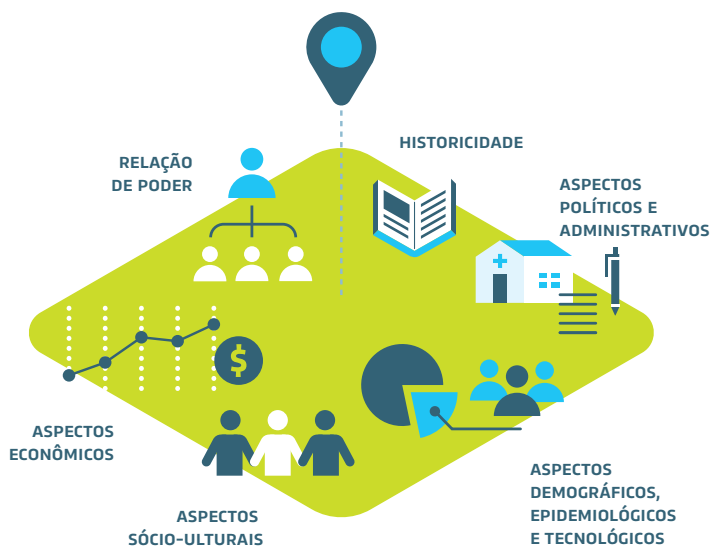 HISTORICIDADE
RELAÇÃO
DE PODER
ASPECTOS
POLÍTICOS E
ADMINISTRATIVOS
$
ASPECTOS
ECONÔMICOS
ASPECTOS
SÓCIO-ULTURAIS
ASPECTOS
DEMOGRÁFICOS,
EPIDEMIOLÓGICOS
E TECNOLÓGICOS